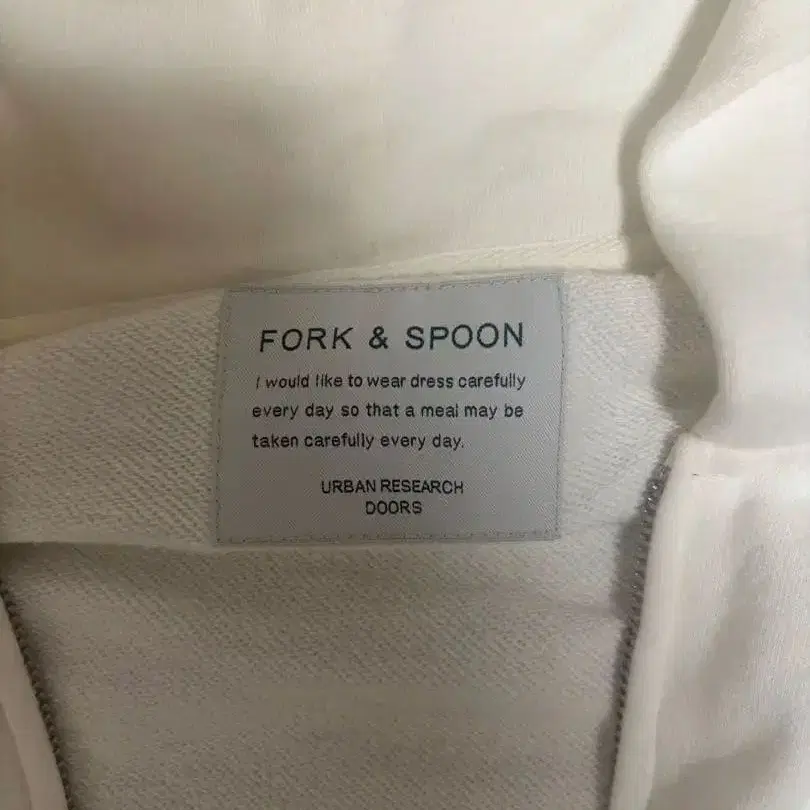 FORK & SPOON
I would like to wear dress carefully
every day so that a meal may be
taken carefully every day.
URBAN RESEARCH
DOORS